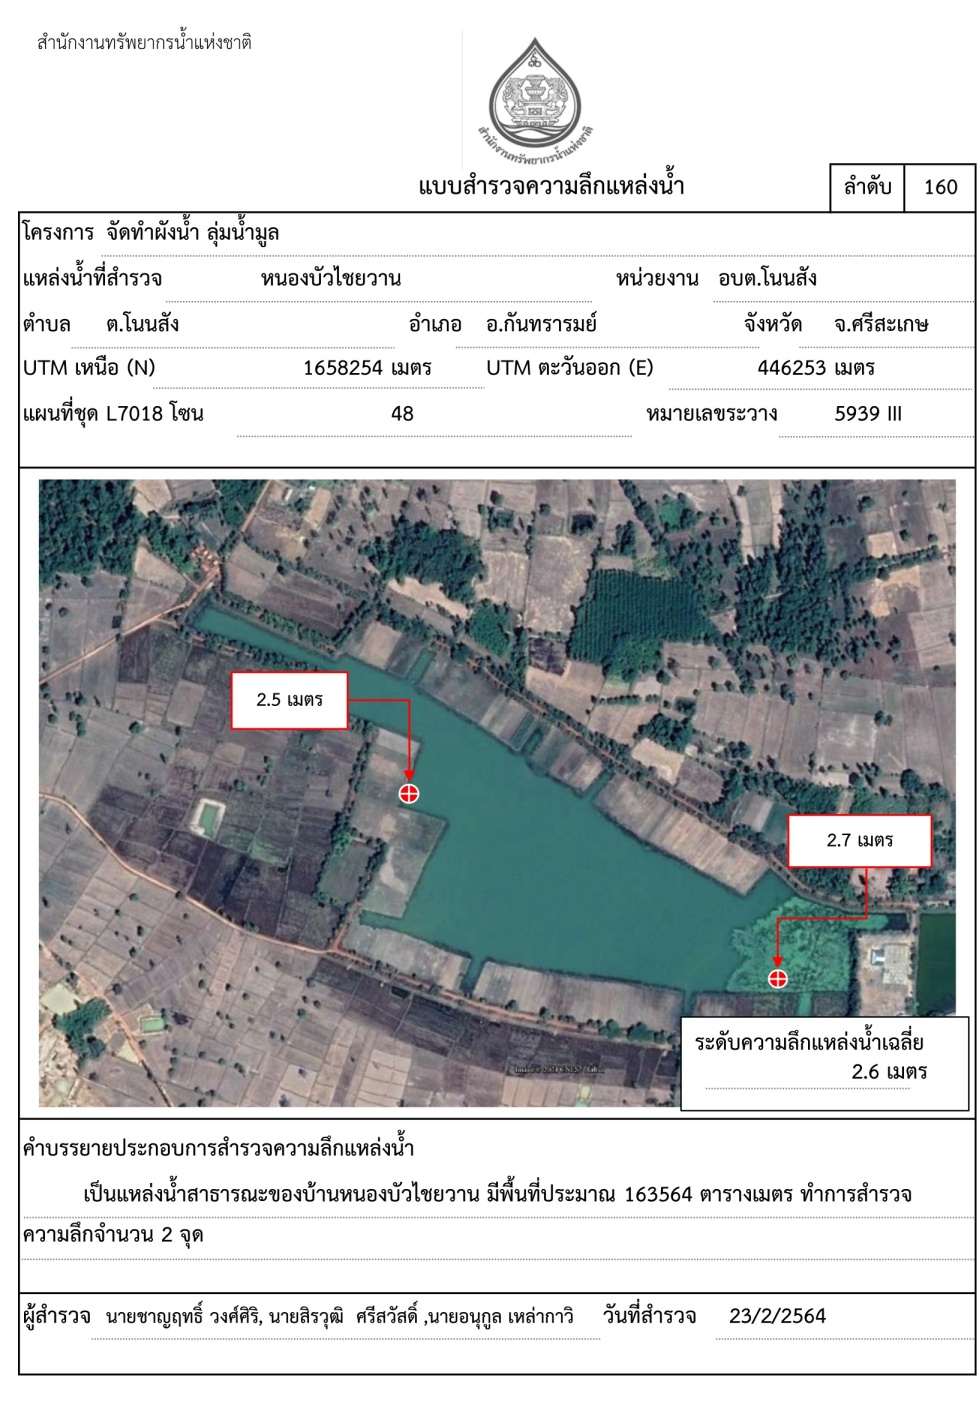 สำนักงานทรัพยากรน้ำแห่งชาติ
สำนักงานทรัพยากรน้ำแห่งชาติ
แบบสำรวจความลึกแหล่งน้ำ ลำดับ 160
โครงการ จัดทำผังน้ำ ลุ่มน้ำมูล
แหล่งน้ำที่สำรวจ หนองบัวไชยวาน หน่วยงาน อบต.โนนสัง
ตำบล ต.โนนสัง อำเภอ อ.กันทรารมย์ จังหวัด จ.ศรีสะเกษ
UTM เหนือ (N) 1658254 เมตร UTM ตะวันออก (E) 446253 เมตร
แผนที่ชุด L7018 โซน 48 หมายเลขระวาง 5939 III
2.5 เมตร
2.7 เมตร
ระดับความลึกแหล่งน้ำเฉลี่ย
2.6 เมตร
คำบรรยายประกอบการสำรวจความลึกแหล่งน้ำ
เป็นแหล่งน้ำสาธารณะของบ้านหนองบัวไชยวาน มีพื้นที่ประมาณ 163564 ตารางเมตร ทำการสำรวจ
ความลึกจำนวน 2 จุด
ผู้สำรวจ นายชาญฤทธิ์ วงศ์ศิริ, นายสิรวุฒิ ศรีสวัสดิ์ ,นายอนุกูล เหล่ากาวิ วันที่สำรวจ 23/2/2564